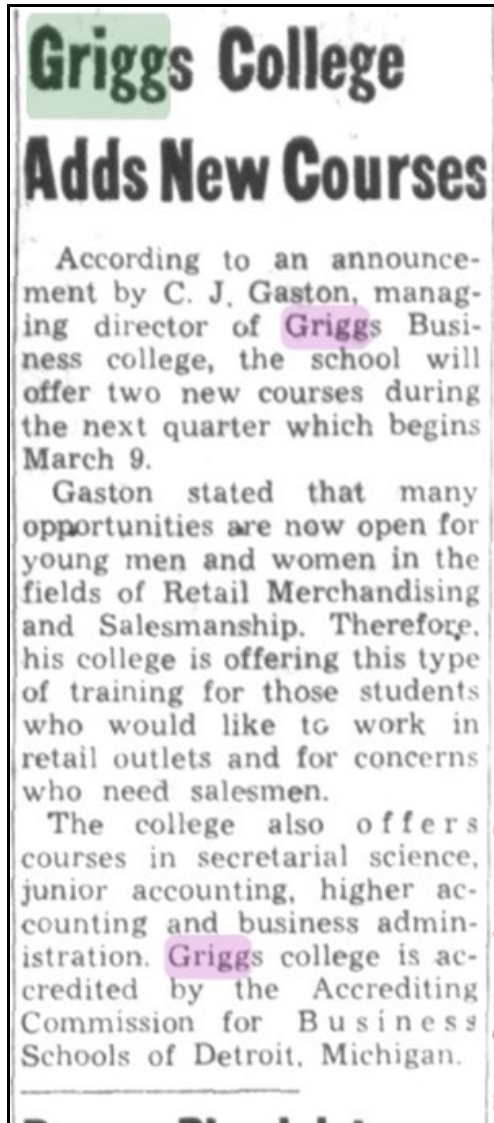 Griggs College
Adds New Courses
According to an announce-
ment by C. J. Gaston, manag-
ing director of Griggs Busi-
ness college, the school will
offer two new courses during
the next quarter which begins
March 9.
Gaston stated that many
opportunities are now open for
young men and women in the
fields of Retail Merchandising
and Salesmanship. Therefore,
his college is offering this type
of training for those students
who would like to work in
retail outlets and for concerns
who need salesmen.
The college also offers
courses in secretarial science,
junior accounting, higher ac-
counting and business admin-
istration. Griggs college is ac-
credited by the Accrediting
Commission for Business
Schools of Detroit, Michigan.